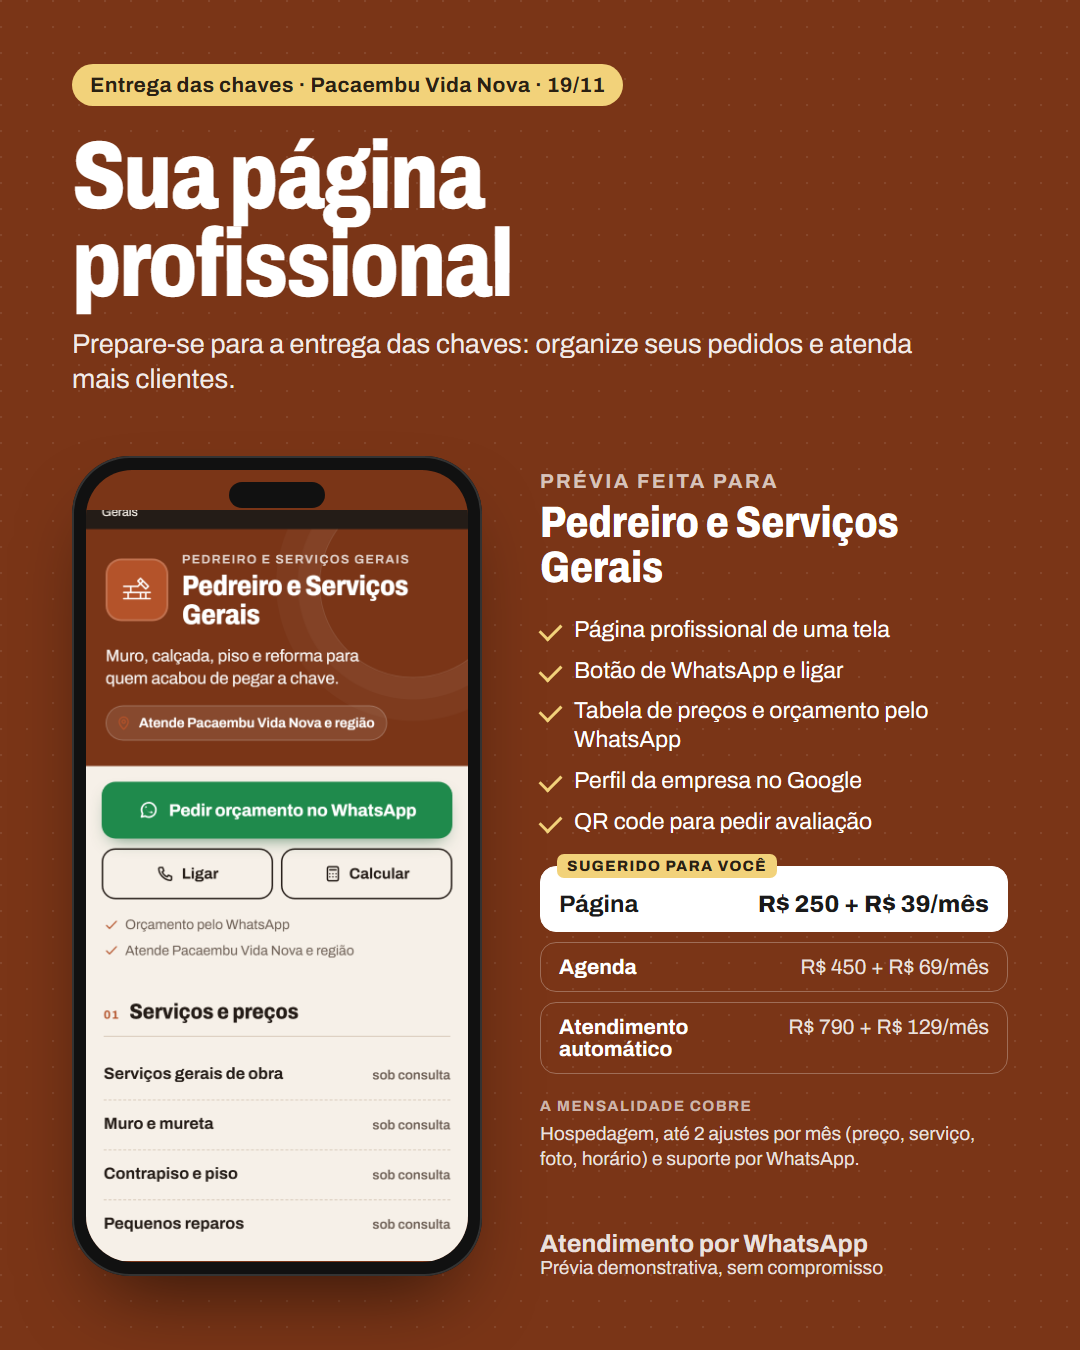 Entrega das chaves · Pacaembu Vida Nova · 19/11
Sua página
profissional
Prepare-se para a entrega das chaves: organize seus pedidos e atenda
mais clientes.
Gerais
PEDREIRO E SERVIÇOS GERAIS
Pedreiro e Serviços
Gerais
Muro, calçada, piso e reforma para
quem acabou de pegar a chave.
Atende Pacaembu Vida Nova e região
Pedir orçamento no WhatsApp
Ligar
Calcular
Orçamento pelo WhatsApp
Atende Pacaembu Vida Nova e região
01 Serviços e preços
Serviços gerais de obra sob consulta
Muro e mureta sob consulta
Contrapiso e piso sob consulta
Pequenos reparos sob consulta
PRÉVIA FEITA PARA
Pedreiro e Serviços
Gerais
Página profissional de uma tela
Botão de WhatsApp e ligar
Tabela de preços e orçamento pelo
WhatsApp
Perfil da empresa no Google
QR code para pedir avaliação
SUGERIDO PARA VOCÊ
Página R$ 250 + R$ 39/mês
Agenda R$ 450 + R$ 69/mês
Atendimento R$ 790 + R$ 129/mês
automático
A MENSALIDADE COBRE
Hospedagem, até 2 ajustes por mês (preço, serviço,
foto, horário) e suporte por WhatsApp.
Atendimento por WhatsApp
Prévia demonstrativa, sem compromisso